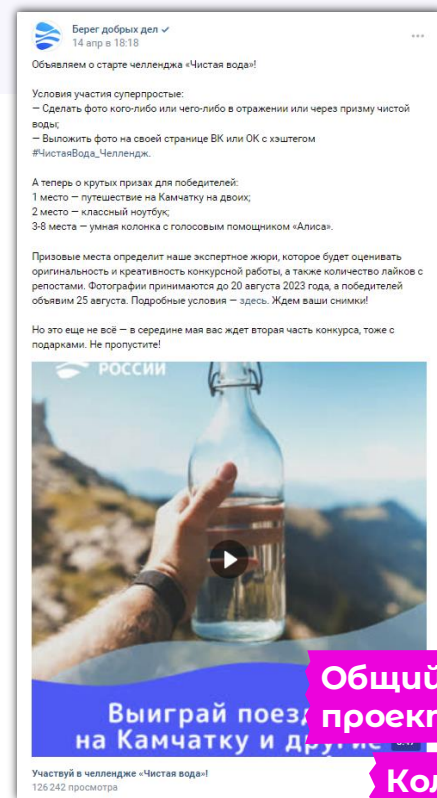 Берег добрых дел
14 апр в 18:18
Объявляем о старте челленджа «Чистая вода»!
Условия участия суперпростые:
— Сделать фото кого-либо или чего-либо в отражении или через призму чистой
воды;
— Выложить фото на своей странице ВК или ОК с хэштегом
#ЧистаяВода_Челлендж.
А теперь о крутых призах для победителей:
1 место — путешествие на Камчатку на двоих;
2 место — классный ноутбук;
3-8 места — умная колонка с голосовым помощником «Алиса».
Призовые места определит наше экспертное жюри, которое будет оценивать
оригинальность и креативность конкурсной работы, а также количество лайков с
репостами. Фотографии принимаются до 20 августа 2023 года, а победителей
объявим 25 августа. Подробные условия — здесь. Ждем ваши снимки!
Но это еще не всё — в середине мая вас ждет вторая часть конкурса, тоже с
подарками. Не пропустите!
РОССИИ
Выиграй поез
на Камчатку и другие
Общий
проект
Кол
Участвуй в челлендже «Чистая вода»!
126 242 просмотра